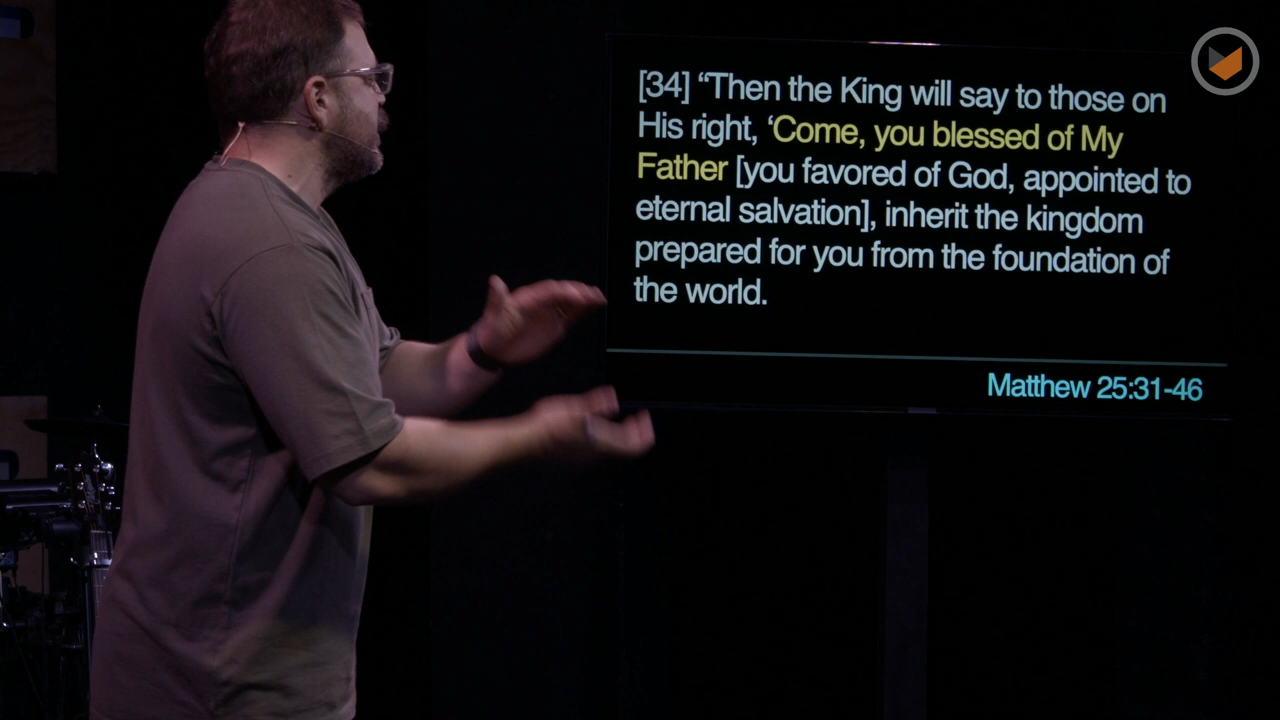 [34] “Then the King will say to those on
His right, ‘Come, you blessed of My
Father [you favored of God, appointed to
eternal salvation], inherit the kingdom
prepared for you from the foundation of
the world.
Matthew 25:31-46